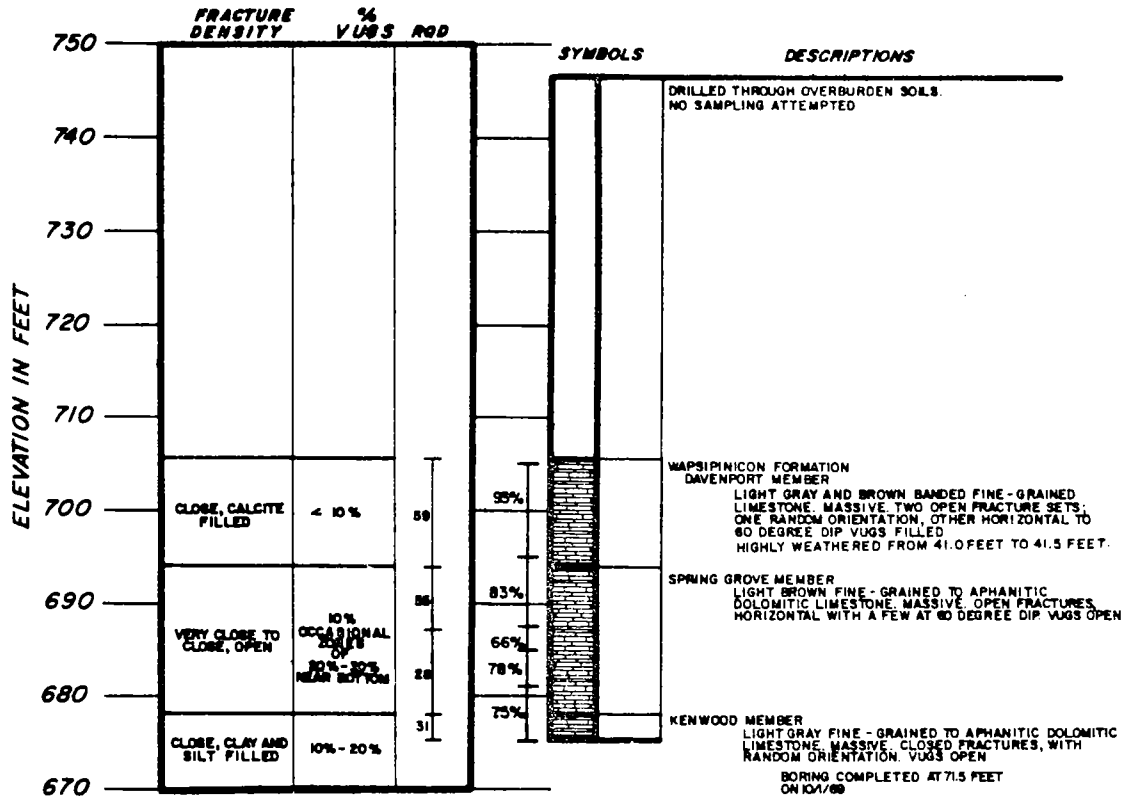 FRACTURE DENSITY
% VUGS
RQD
SYMBOLS
DESCRIPTIONS
ELEVATION IN FEET
750
740
730
720
710
700
690
680
670
DRILLED THROUGH OVERBURDEN SOILS.
NO SAMPLING ATTEMPTED
CLOSE, CALCITE
FILLED
< 10%
59
95%
WAPSIPINICON FORMATION
DAVENPORT MEMBER
LIGHT GRAY AND BROWN BANDED FINE-GRAINED
LIMESTONE. MASSIVE. TWO OPEN FRACTURE SETS;
ONE RANDOM ORIENTATION, OTHER HORIZONTAL TO
60 DEGREE DIP VUGS FILLED
HIGHLY WEATHERED FROM 41.0 FEET TO 41.5 FEET.
VERY CLOSE TO
CLOSE, OPEN
10%
OCCASIONAL
ZONES
OF
20%-30%
NEAR BOTTOM
28
83%
66%
78%
SPRING GROVE MEMBER
LIGHT BROWN FINE-GRAINED TO APHANITIC
DOLOMITIC LIMESTONE. MASSIVE. OPEN FRACTURES,
HORIZONTAL WITH A FEW AT 60 DEGREE DIP. VUGS OPEN
CLOSE, CLAY AND
SILT FILLED
10%-20%
31
75%
KENWOOD MEMBER
LIGHT GRAY FINE-GRAINED TO APHANITIC DOLOMITIC
LIMESTONE. MASSIVE. CLOSED FRACTURES, WITH
RANDOM ORIENTATION. VUGS OPEN
BORING COMPLETED AT 71.5 FEET
ON 10/1/69